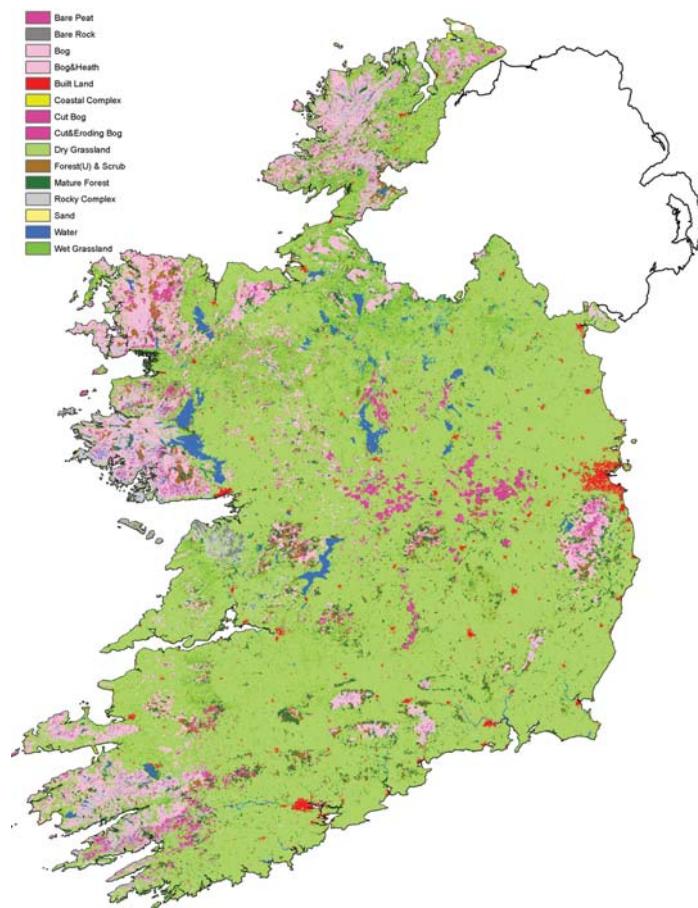 Bare Peat
Bare Rock
Bog
Bog&Heath
Built Land
Coastal Complex
Cut Bog
Cut&Eroding Bog
Dry Grassland
Forest(U) & Scrub
Mature Forest
Rocky Complex
Sand
Water
Wet Grassland